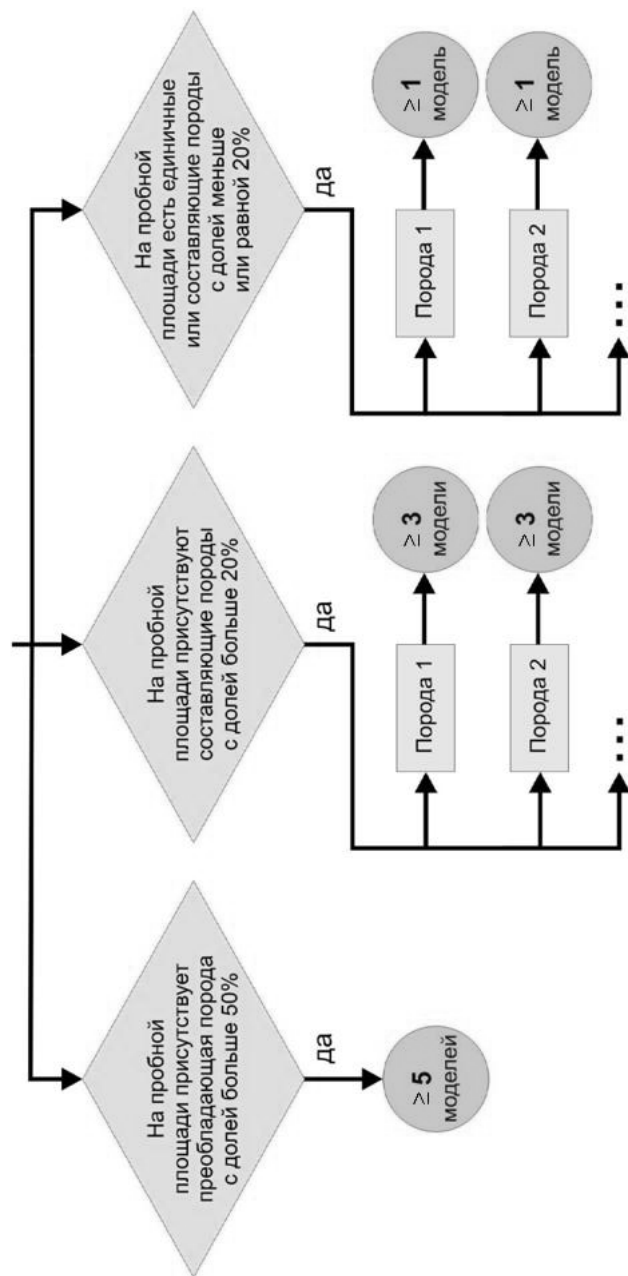 На пробной
площади присутствует
преобладающая порода
с долей больше 50%
да
≥ 5
моделей
На пробной
площади присутствуют
составляющие породы
с долей больше 20%
да
Порода 1
≥ 3
модели
Порода 2
≥ 3
модели
...
На пробной
площади есть единичные
или составляющие породы
с долей меньше
или равной 20%
да
Порода 1
≥ 1
модель
Порода 2
≥ 1
модель
...